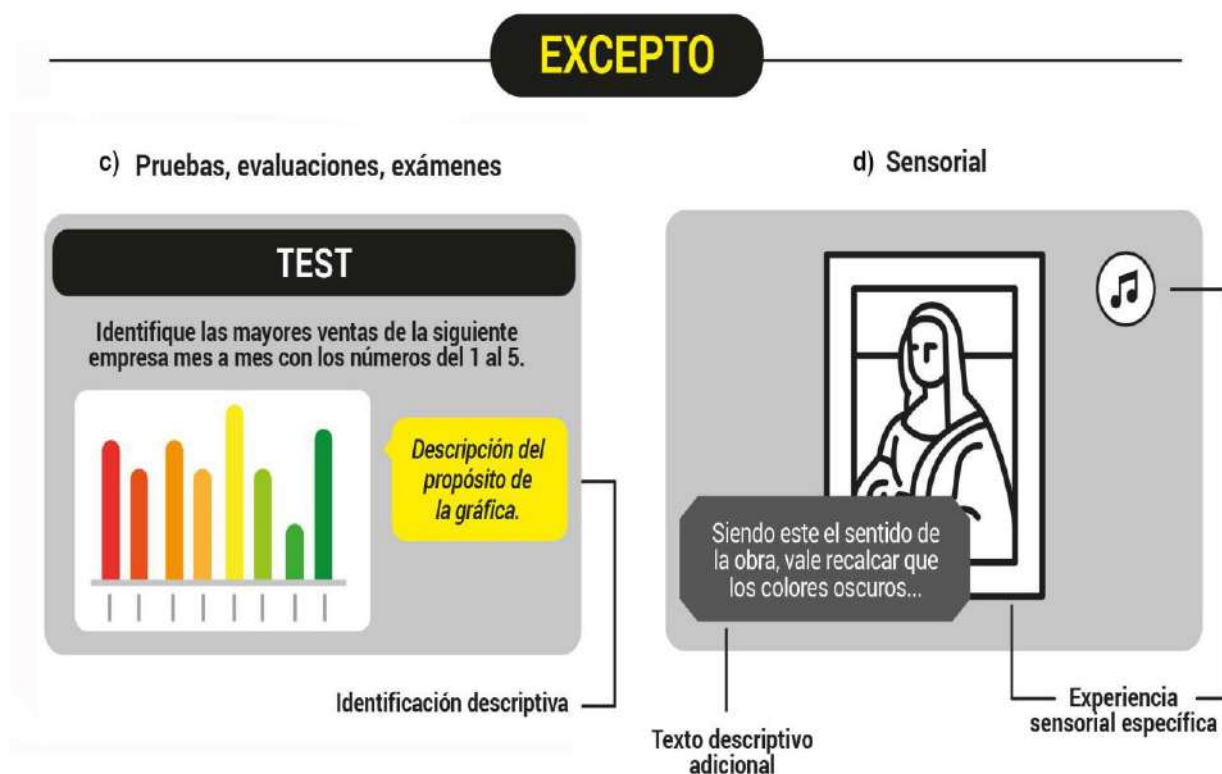 EXCEPTO
c) Pruebas, evaluaciones, exámenes
TEST
Identifique las mayores ventas de la siguiente
empresa mes a mes con los números del 1 al 5.
Descripción del
propósito de
la gráfica.
Identificación descriptiva
d) Sensorial
Siendo este el sentido de
la obra, vale recalcar que
los colores oscuros...
Texto descriptivo
adicional
Experiencia
sensorial específica